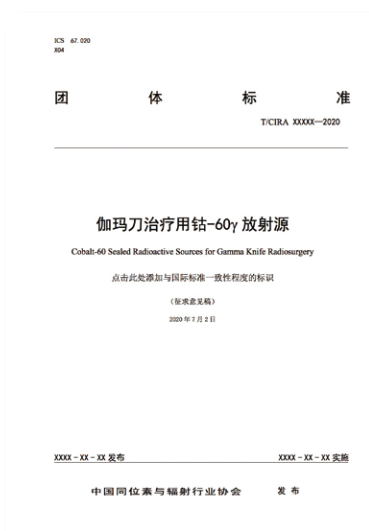 ICS 67.020
X04
团体标准
T/CIRA XXXXX—2020
伽玛刀治疗用钴-60γ放射源
Cobalt-60 Sealed Radioactive Sources for Gamma Knife Radiosurgery
点击此处添加与国际标准一致性程度的标识
（征求意见稿）
2020年7月2日
XXXX-XX-XX发布 XXXX-XX-XX实施
中国同位素与辐射行业协会 发布